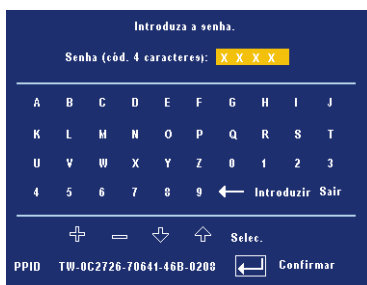 Introduza a senha.
Senha (cód. 4 caracteres): X X X X
A B C D E F G H I J
K L M N O P Q R S T
U V W X Y Z 0 1 2 3
4 5 6 7 8 9 Introduzir Sair
Selec.
PPID TW-0C2726-70641-46B-0208 Confirmar